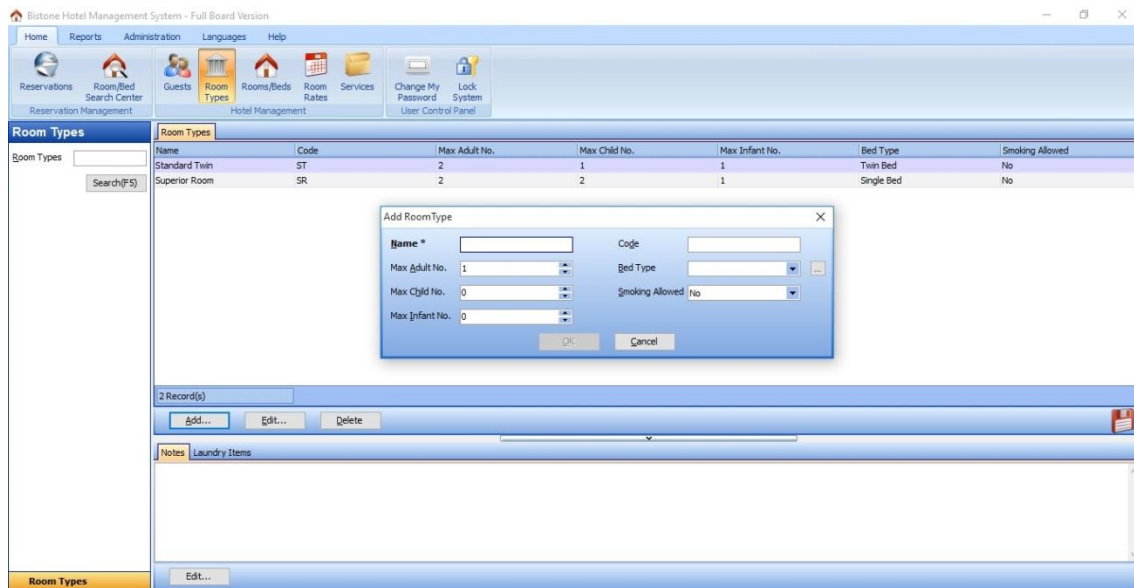 Bistone Hotel Management System - Full Board Version
Home Reports Administration Languages Help
Reservations Room/Bed Search Center Guests Room Types Rooms/Beds Room Rates Services Change My Password Lock System
Reservation Management Hotel Management User Control Panel
Room Types
Room Types
Search(F5)
Room Types
Name Code Max Adult No. Max Child No. Max Infant No. Bed Type Smoking Allowed
Standard Twin ST 2 1 1 Twin Bed No
Superior Room SR 2 2 1 Single Bed No
Add RoomType
Name * Code
Max Adult No. 1 Bed Type ...
Max Child No. 0 Smoking Allowed No
Max Infant No. 0
OK Cancel
2 Record(s)
Add... Edit... Delete
Notes Laundry Items
Edit...
Room Types